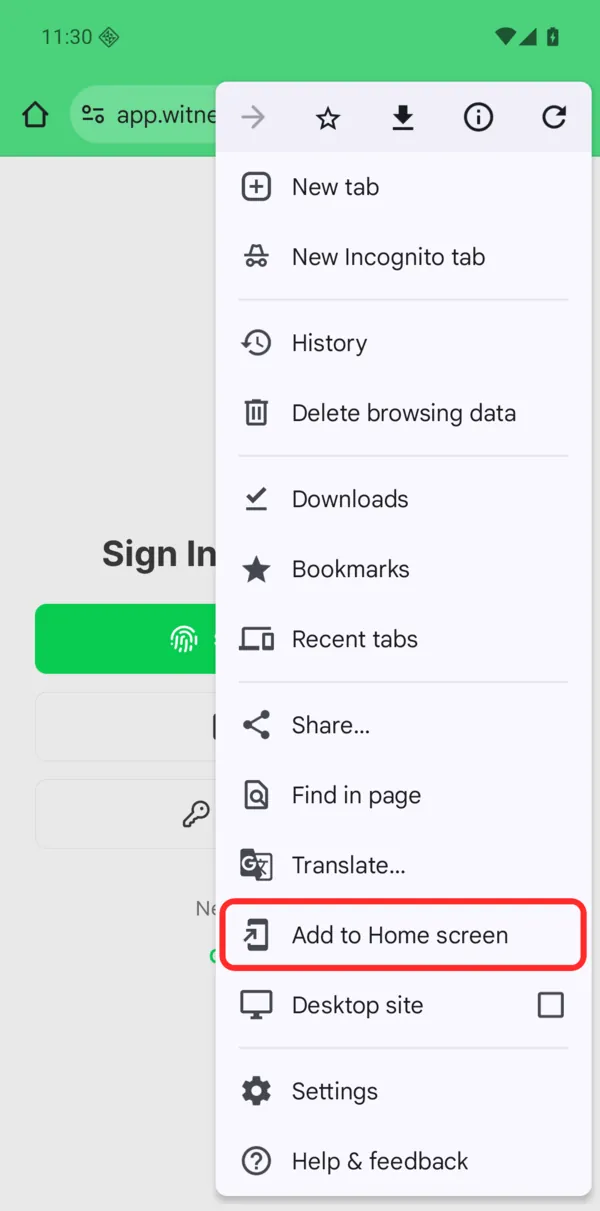 11:30
app.witne
New tab
New Incognito tab
History
Delete browsing data
Downloads
Bookmarks
Recent tabs
Sign In
Share...
Find in page
Translate...
Ne
Add to Home screen
Desktop site
Settings
Help & feedback